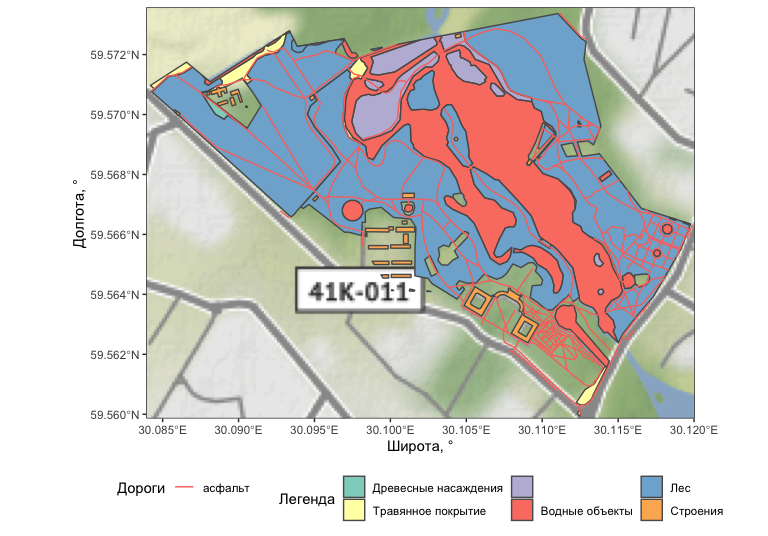 59.572°N
59.570°N
59.568°N
59.566°N
59.564°N
59.562°N
59.560°N
Долгота, °
41K-011
30.085°E 30.090°E 30.095°E 30.100°E 30.105°E 30.110°E 30.115°E 30.120°E
Широта, °
Дороги асфальт
Легенда
Древесные насаждения Лес
Травянное покрытие Водные объекты Строения